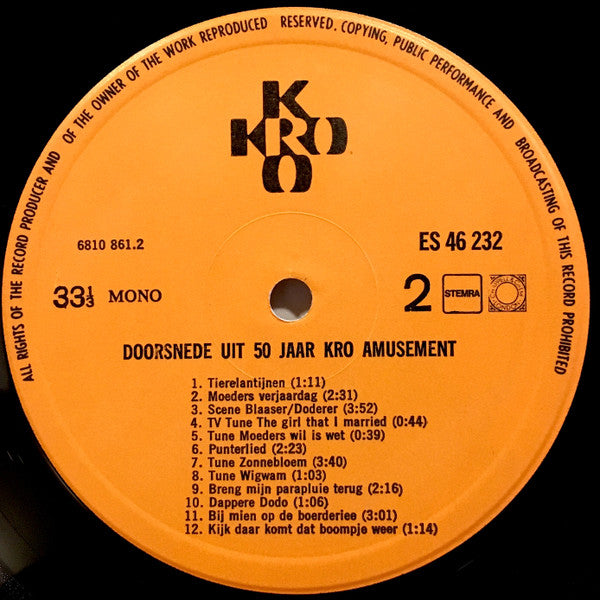 ALL RIGHTS OF THE RECORD PRODUCER AND OF THE OWNER OF THE WORK REPRODUCED RESERVED. COPYING, PUBLIC PERFORMANCE AND BROADCASTING OF THIS RECORD PROHIBITED
K
KRO
O
6810 861.2
ES 46 232
33⅓ MONO
2 STEMRA
DOORSNEDE UIT 50 JAAR KRO AMUSEMENT
1. Tierelantijnen (1:11)
2. Moeders verjaardag (2:31)
3. Scene Blaaser/Doderer (3:52)
4. TV Tune The girl that I married (0:44)
5. Tune Moeders wil is wet (0:39)
6. Punterlied (2:23)
7. Tune Zonnebloem (3:40)
8. Tune Wigwam (1:03)
9. Breng mijn parapluie terug (2:16)
10. Dappere Dodo (1:06)
11. Bij mien op de boerderiee (3:01)
12. Kijk daar komt dat boompje weer (1:14)